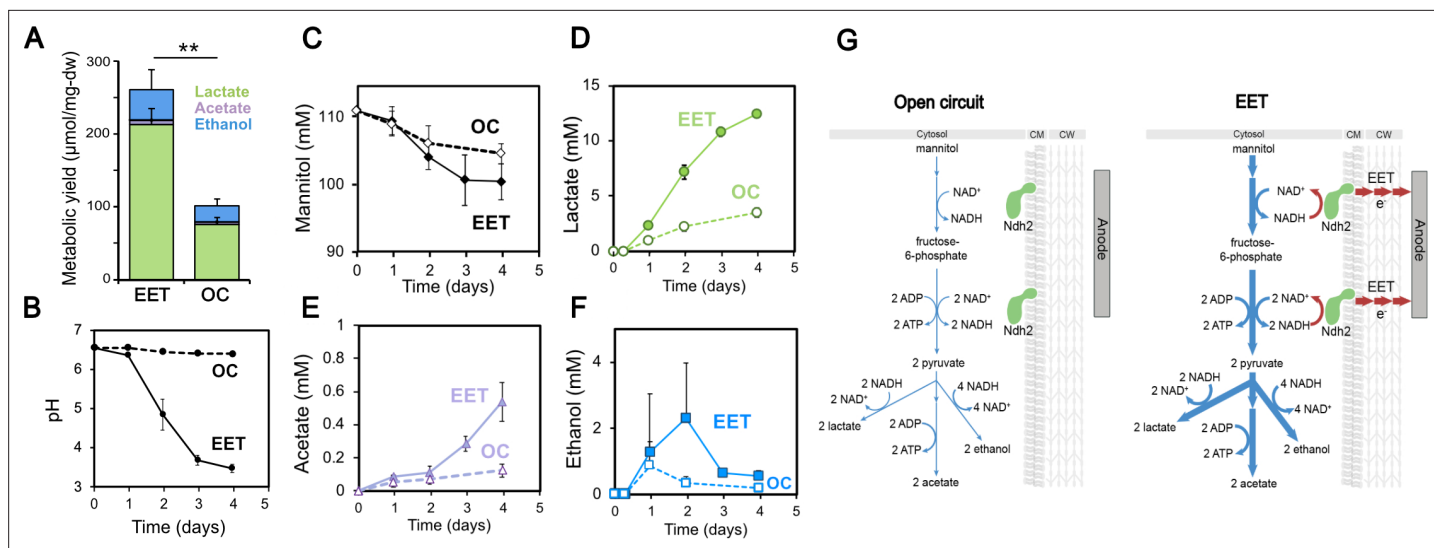 A
**
Metabolic yield (µmol/mg-dw)
300
200
100
0
Lactate
Acetate
Ethanol
EET
OC
B
pH
7
6
5
4
3
OC
EET
0 1 2 3 4 5
Time (days)
C
Mannitol (mM)
110
100
90
OC
EET
0 1 2 3 4 5
Time (days)
D
Lactate (mM)
15
10
5
0
EET
OC
0 1 2 3 4 5
Time (days)
E
Acetate (mM)
1
0.8
0.6
0.4
0.2
0
EET
OC
0 1 2 3 4 5
Time (days)
F
Ethanol (mM)
4
2
0
EET
OC
0 1 2 3 4 5
Time (days)
G
Open circuit
Cytosol CM CW
mannitol
NAD⁺
NADH
Ndh2
fructose-
6-phosphate
2 ADP 2 NAD⁺
2 ATP 2 NADH
Ndh2
2 pyruvate
2 NADH 4 NADH
2 NAD⁺ 4 NAD⁺
2 lactate 2 ADP
2 ATP 2 ethanol
2 acetate
Anode
EET
Cytosol CM CW
mannitol
EET
NAD⁺
e⁻
NADH
Ndh2
fructose-
6-phosphate
EET
2 ADP 2 NAD⁺
e⁻
2 ATP 2 NADH
Ndh2
2 pyruvate
2 NADH 4 NADH
2 NAD⁺ 4 NAD⁺
2 lactate 2 ADP
2 ATP 2 ethanol
2 acetate
Anode